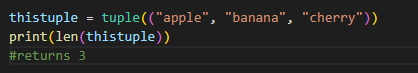 thistuple = tuple(("apple", "banana", "cherry"))
print(len(thistuple))
#returns 3